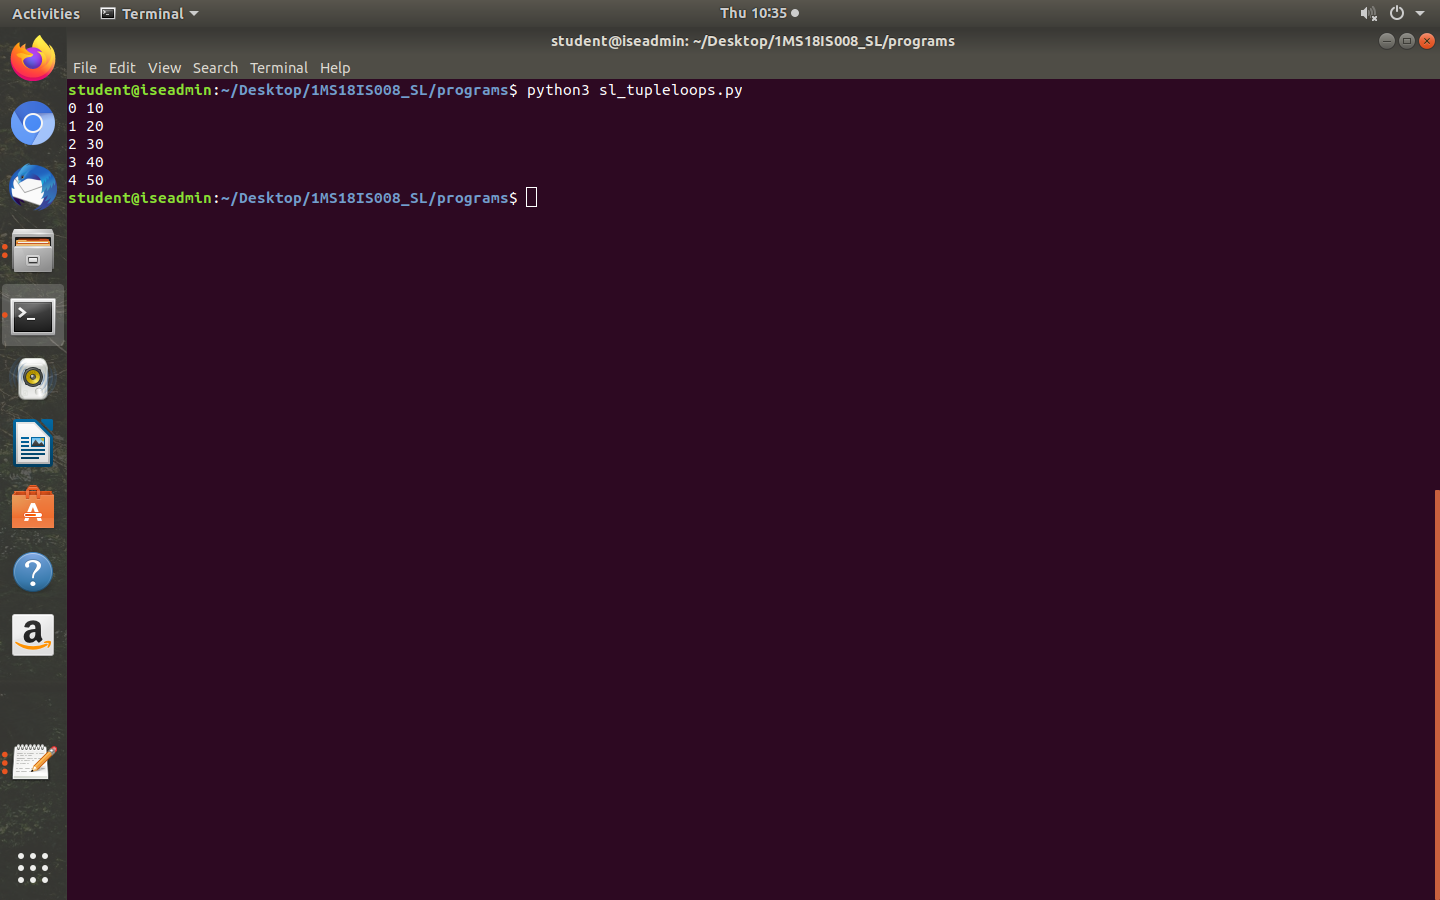 Activities Terminal Thu 10:35
student@iseadmin: ~/Desktop/1MS18IS008_SL/programs
File Edit View Search Terminal Help
student@iseadmin:~/Desktop/1MS18IS008_SL/programs$ python3 sl_tupleloops.py
0 10
1 20
2 30
3 40
4 50
student@iseadmin:~/Desktop/1MS18IS008_SL/programs$